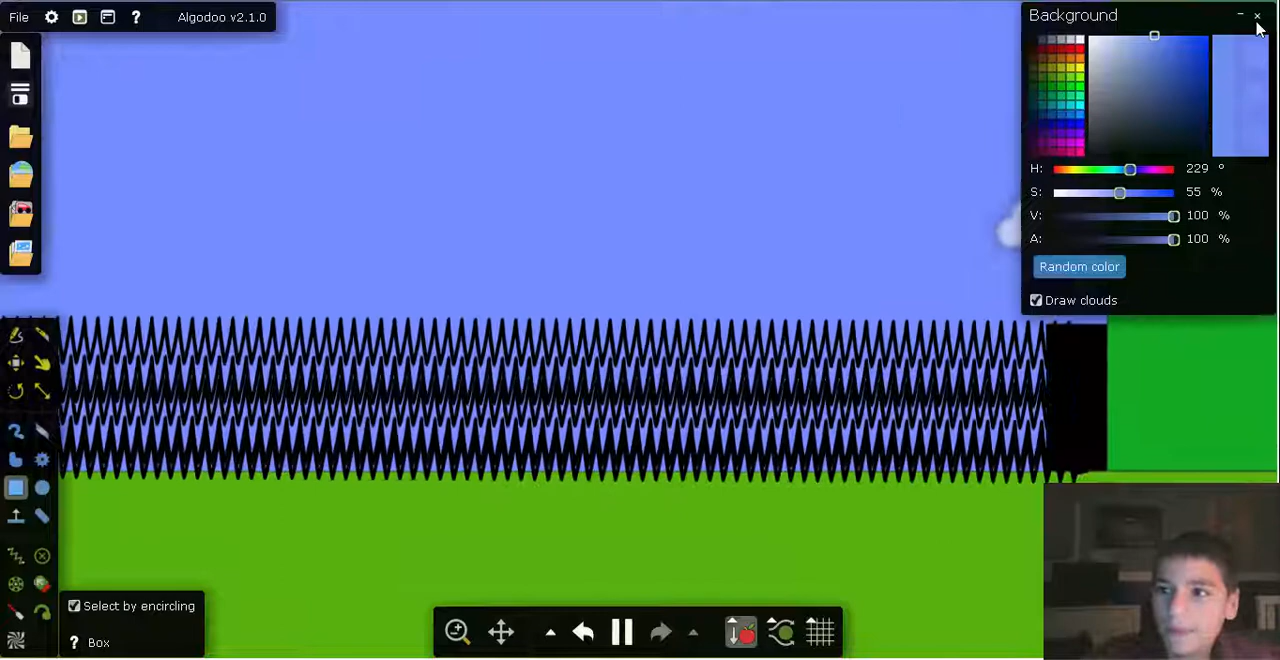 File Algodoo v2.1.0
Background
H: 229 °
S: 55 %
V: 100 %
A: 100 %
Random color
Draw clouds
Select by encircling
? Box